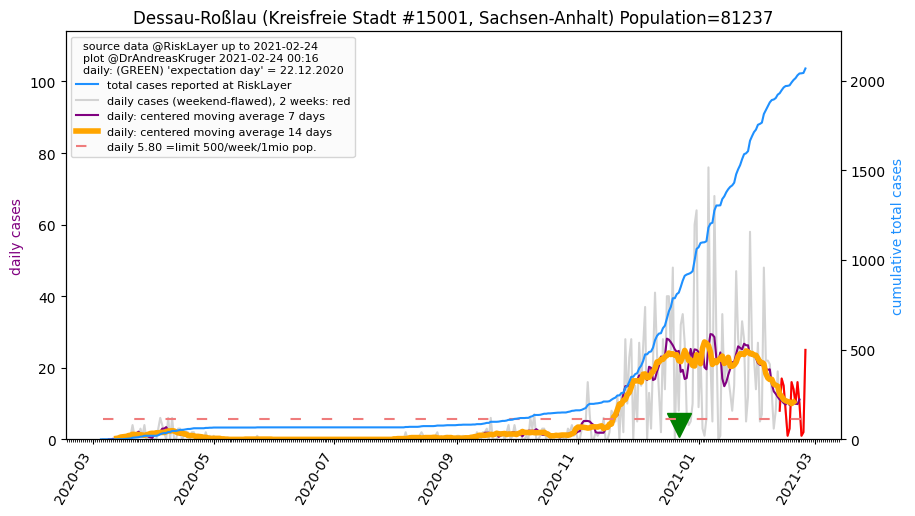 Dessau-Roßlau (Kreisfreie Stadt #15001, Sachsen-Anhalt) Population=81237
source data @RiskLayer up to 2021-02-24
plot @DrAndreasKruger 2021-02-24 00:16
daily: (GREEN) 'expectation day' = 22.12.2020
total cases reported at RiskLayer
daily cases (weekend-flawed), 2 weeks: red
daily: centered moving average 7 days
daily: centered moving average 14 days
daily 5.80 =limit 500/week/1mio pop.
daily cases
100
80
60
40
20
0
cumulative total cases
2000
1500
1000
500
0
2020-03
2020-05
2020-07
2020-09
2020-11
2021-01
2021-03